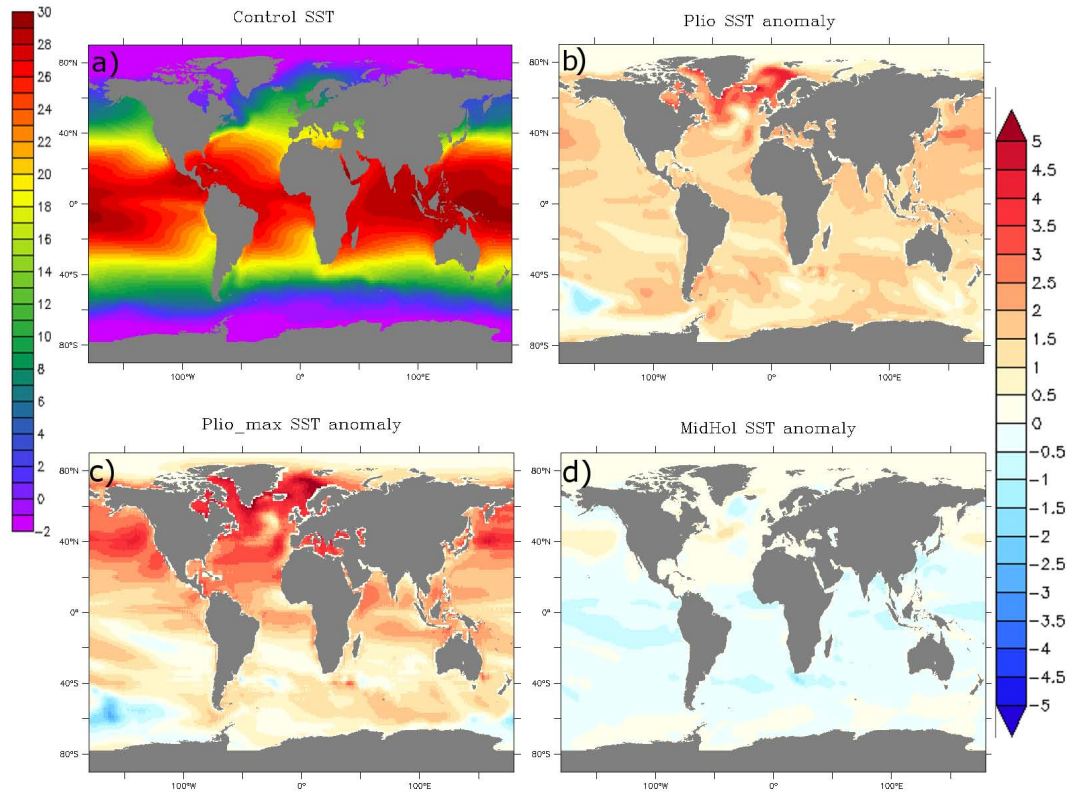 Control SST
Plio SST anomaly
a)
b)
30
28
26
24
22
20
18
16
14
12
10
8
6
4
2
0
-2
80°N
40°N
0°
40°S
80°S
100°W
0°
100°E
80°N
40°N
0°
40°S
80°S
100°W
0°
100°E
5
4.5
4
3.5
3
2.5
2
1.5
1
0.5
0
-0.5
-1
-1.5
-2
-2.5
-3
-3.5
-4
-4.5
-5
Plio_max SST anomaly
MidHol SST anomaly
c)
d)
80°N
40°N
0°
40°S
80°S
100°W
0°
100°E
80°N
40°N
0°
40°S
80°S
100°W
0°
100°E